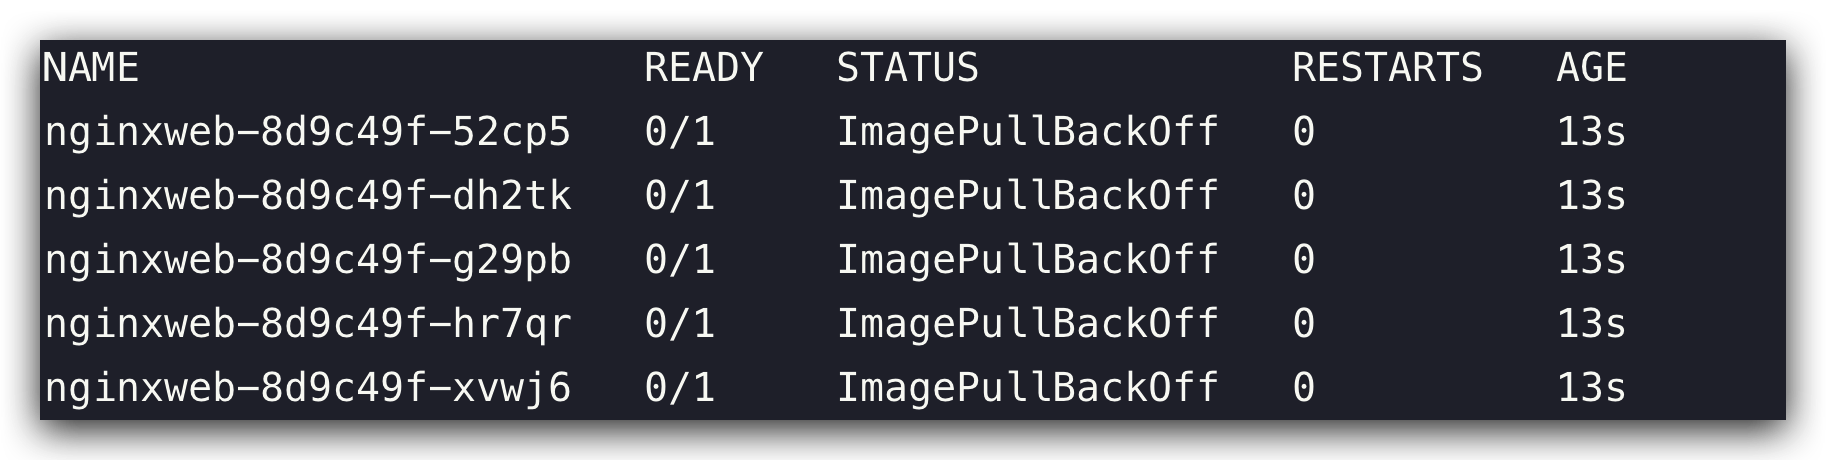 NAME READY STATUS RESTARTS AGE
nginxweb-8d9c49f-52cp5 0/1 ImagePullBackOff 0 13s
nginxweb-8d9c49f-dh2tk 0/1 ImagePullBackOff 0 13s
nginxweb-8d9c49f-g29pb 0/1 ImagePullBackOff 0 13s
nginxweb-8d9c49f-hr7qr 0/1 ImagePullBackOff 0 13s
nginxweb-8d9c49f-xvwj6 0/1 ImagePullBackOff 0 13s